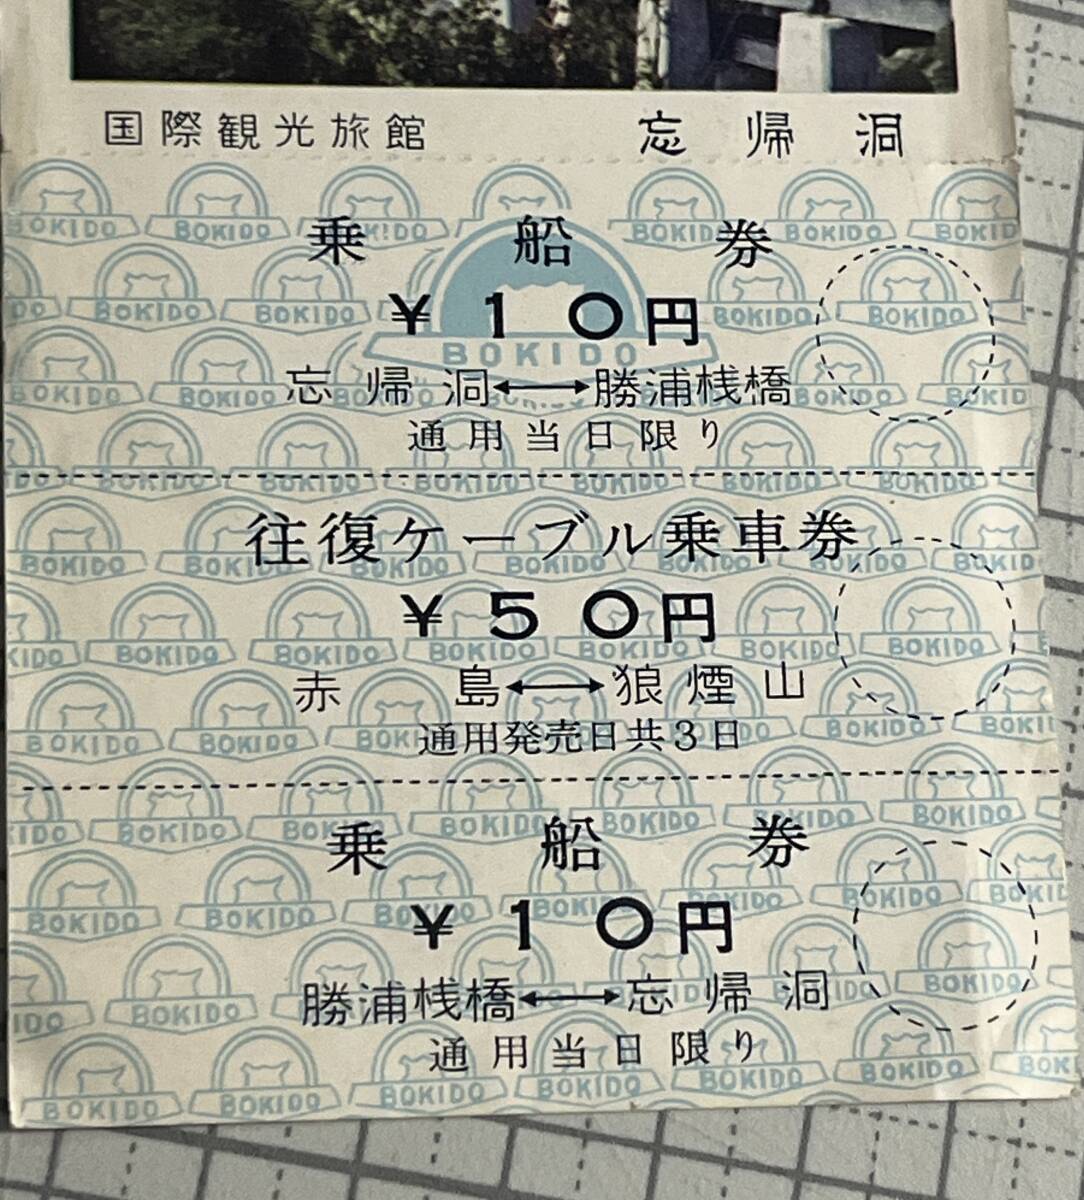 国際観光旅館 忘帰洞
乗船券
¥10円
BOKIDO
忘帰洞⟷勝浦桟橋
通用当日限り
往復ケーブル乗車券
¥50円
赤島⟷狼煙山
通用発売日共3日
乗船券
¥10円
勝浦桟橋⟷忘帰洞
通用当日限り